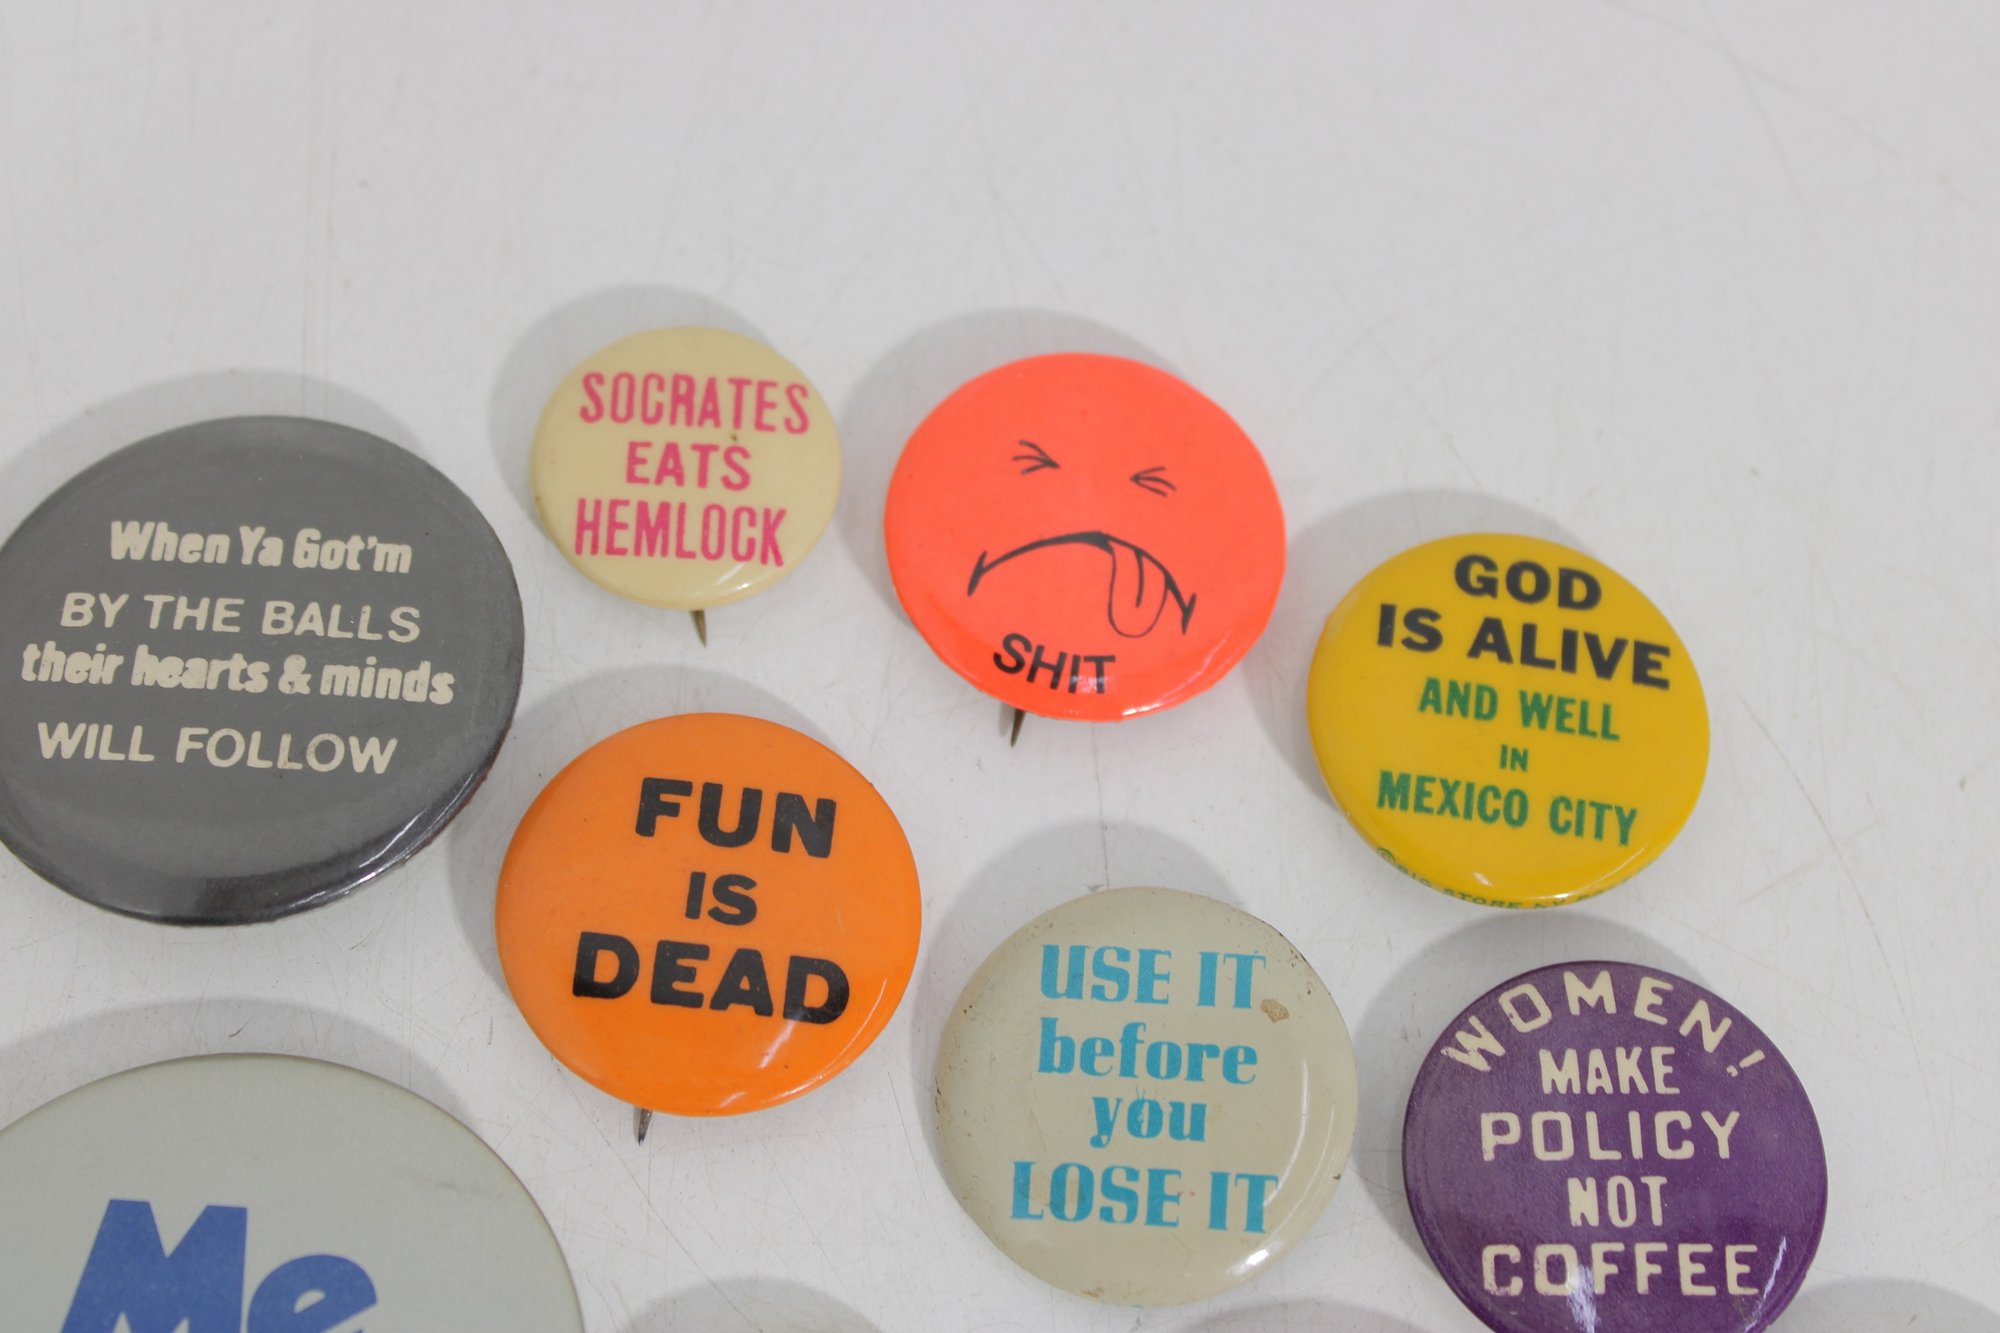 SOCRATES
EATS
HEMLOCK
SHIT
When Ya Got'm
BY THE BALLS
their hearts & minds
WILL FOLLOW
GOD
IS ALIVE
AND WELL
IN
MEXICO CITY
FUN
IS
DEAD
USE IT
before
you
LOSE IT
WOMEN!
MAKE
POLICY
NOT
COFFEE
Me